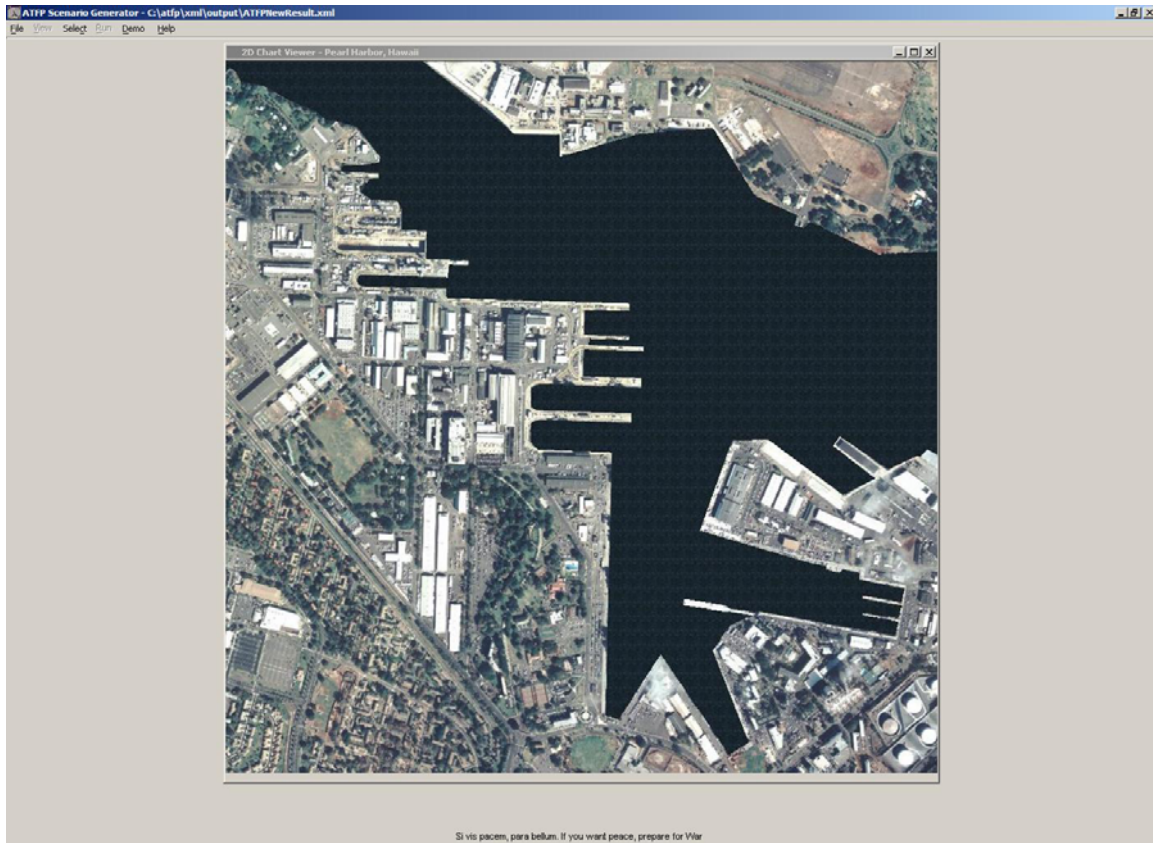 ATFP Scenario Generator - C:\atfp\xml\output\ATFPNewResult.xml
File View Select Run Demo Help
2D Chart Viewer - Pearl Harbor, Hawaii
Si vis pacem, para bellum. If you want peace, prepare for War